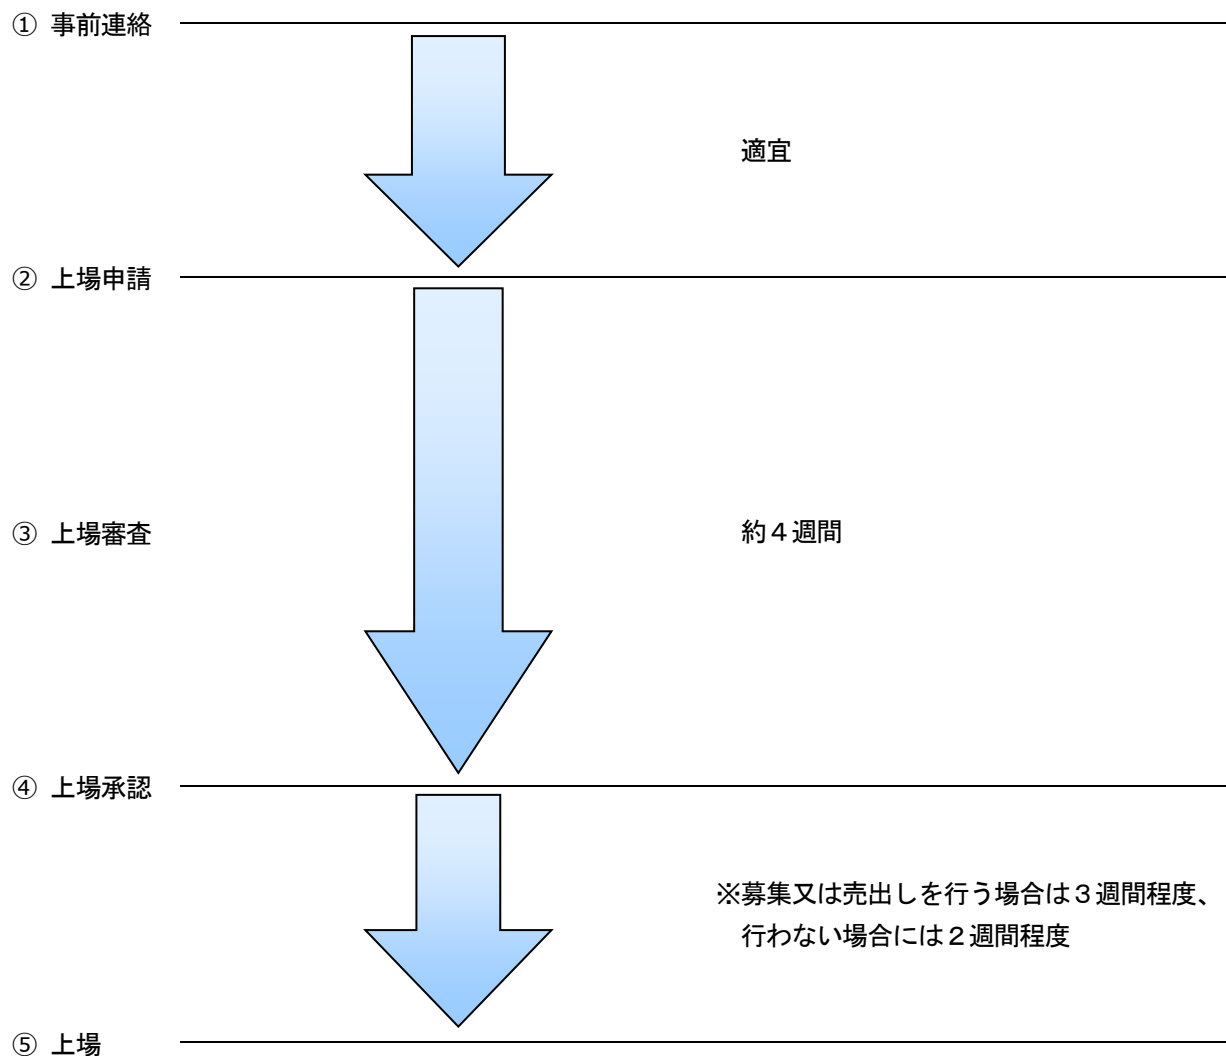 ① 事前連絡
適宜
② 上場申請
③ 上場審査
約４週間
④ 上場承認
※募集又は売出しを行う場合は３週間程度、
行わない場合には２週間程度
⑤ 上場